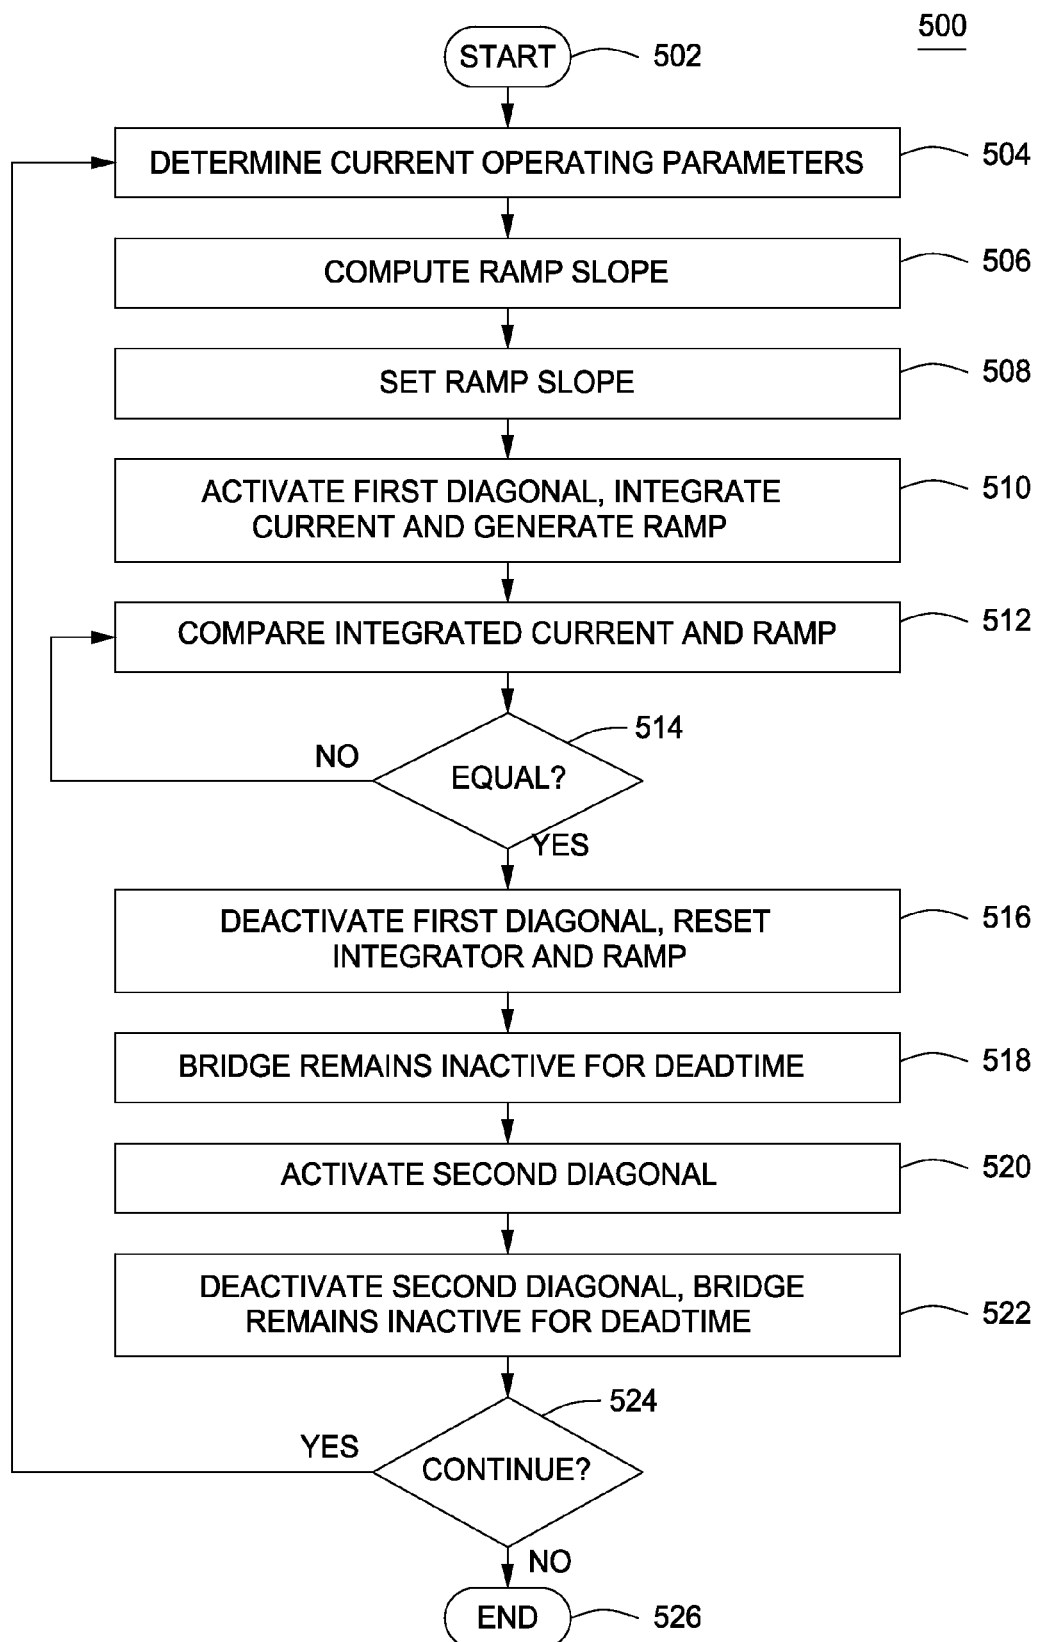 500
START
502
DETERMINE CURRENT OPERATING PARAMETERS
504
COMPUTE RAMP SLOPE
506
SET RAMP SLOPE
508
ACTIVATE FIRST DIAGONAL, INTEGRATE
CURRENT AND GENERATE RAMP
510
COMPARE INTEGRATED CURRENT AND RAMP
512
514
NO
EQUAL?
YES
DEACTIVATE FIRST DIAGONAL, RESET
INTEGRATOR AND RAMP
516
BRIDGE REMAINS INACTIVE FOR DEADTIME
518
ACTIVATE SECOND DIAGONAL
520
DEACTIVATE SECOND DIAGONAL, BRIDGE
REMAINS INACTIVE FOR DEADTIME
522
524
YES
CONTINUE?
NO
END
526